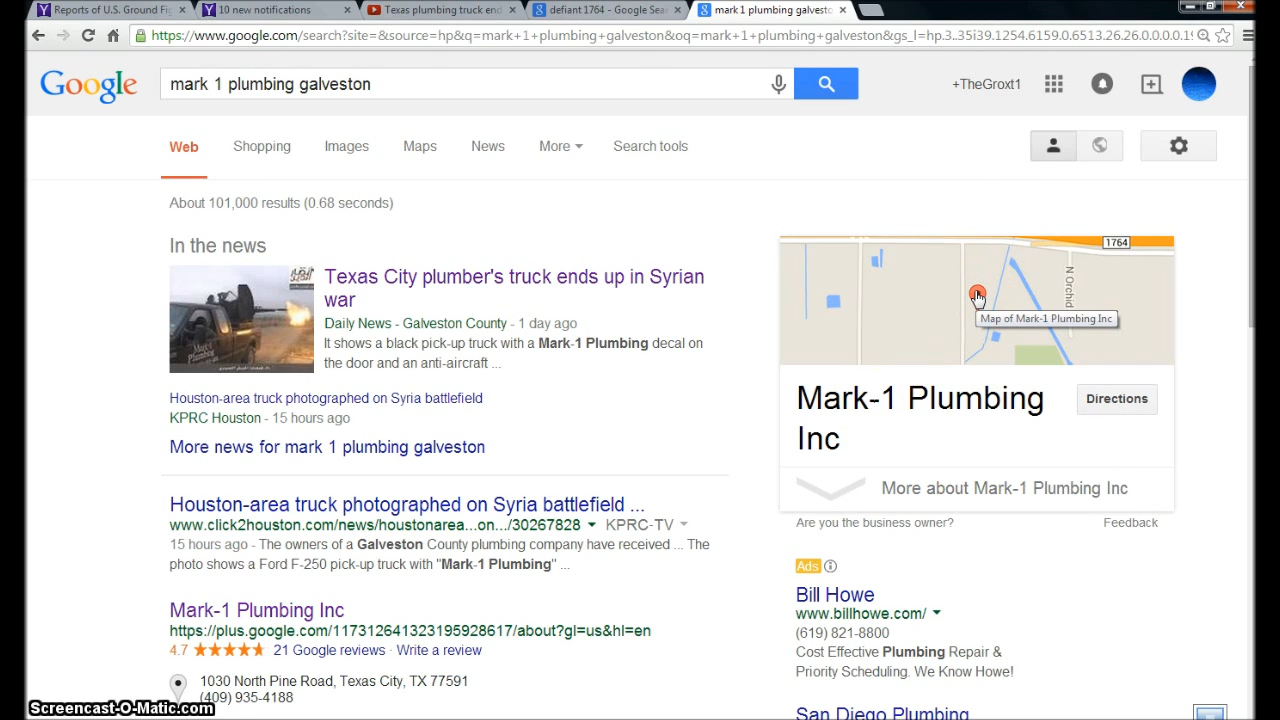 Reports of U.S. Ground Fig
10 new notifications
Texas plumbing truck end
defiant 1764 - Google Sea
mark 1 plumbing galvesto
https://www.google.com/search?site=&source=hp&q=mark+1+plumbing+galveston&oq=mark+1+plumbing+galveston&gs_l=hp.3..35i39.1254.6159.0.6513.26.26.0.0.0.0.19
Google
mark 1 plumbing galveston
+TheGroxt1
Web
Shopping
Images
Maps
News
More
Search tools
About 101,000 results (0.68 seconds)
In the news
Texas City plumber's truck ends up in Syrian
war
Daily News - Galveston County - 1 day ago
It shows a black pick-up truck with a Mark-1 Plumbing decal on
the door and an anti-aircraft ...
Houston-area truck photographed on Syria battlefield
KPRC Houston - 15 hours ago
More news for mark 1 plumbing galveston
Houston-area truck photographed on Syria battlefield ...
www.click2houston.com/news/houstonarea...on.../30267828 KPRC-TV
15 hours ago - The owners of a Galveston County plumbing company have received ... The
photo shows a Ford F-250 pick-up truck with "Mark-1 Plumbing" ...
Mark-1 Plumbing Inc
https://plus.google.com/117312641323195928617/about?gl=us&hl=en
4.7 21 Google reviews · Write a review
1030 North Pine Road, Texas City, TX 77591
(409) 935-4188
1764
N Orchid
Map of Mark-1 Plumbing Inc
Mark-1 Plumbing
Inc
Directions
More about Mark-1 Plumbing Inc
Are you the business owner?
Feedback
Ads
Bill Howe
www.billhowe.com/
(619) 821-8800
Cost Effective Plumbing Repair &
Priority Scheduling. We Know Howe!
San Diego Plumbing
Screencast-O-Matic.com